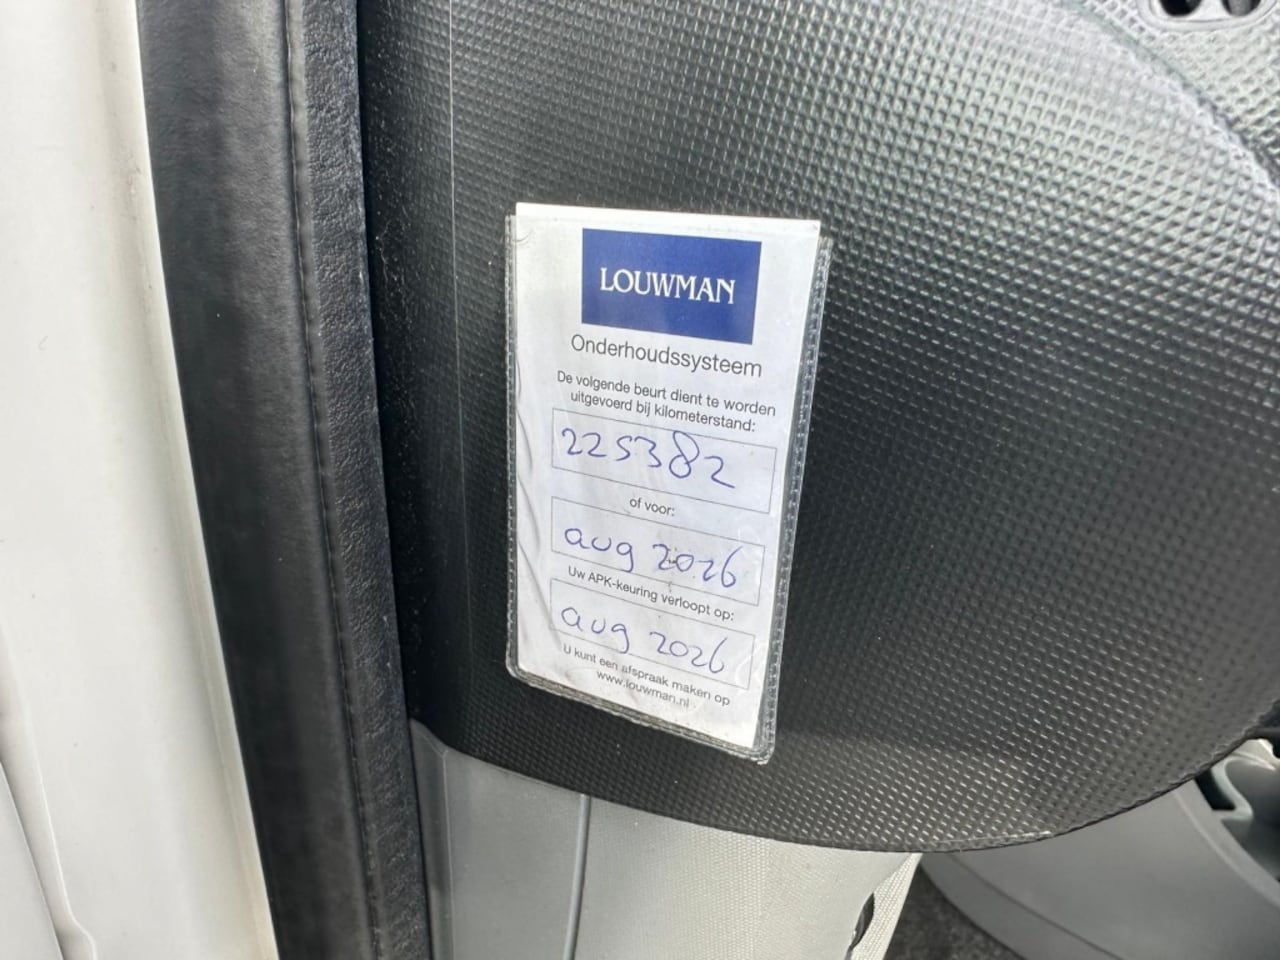 LOUWMAN
Onderhoudssysteem
De volgende beurt dient te worden
uitgevoerd bij kilometerstand:
225382
of voor:
aug 2026
Uw APK-keuring verloopt op:
aug 2026
U kunt een afspraak maken op
www.louwman.nl